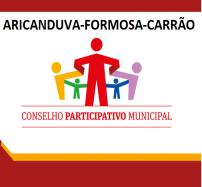 ARICANDUVA-FORMOSA-CARRÃO
CONSELHO PARTICIPATIVO MUNICIPAL